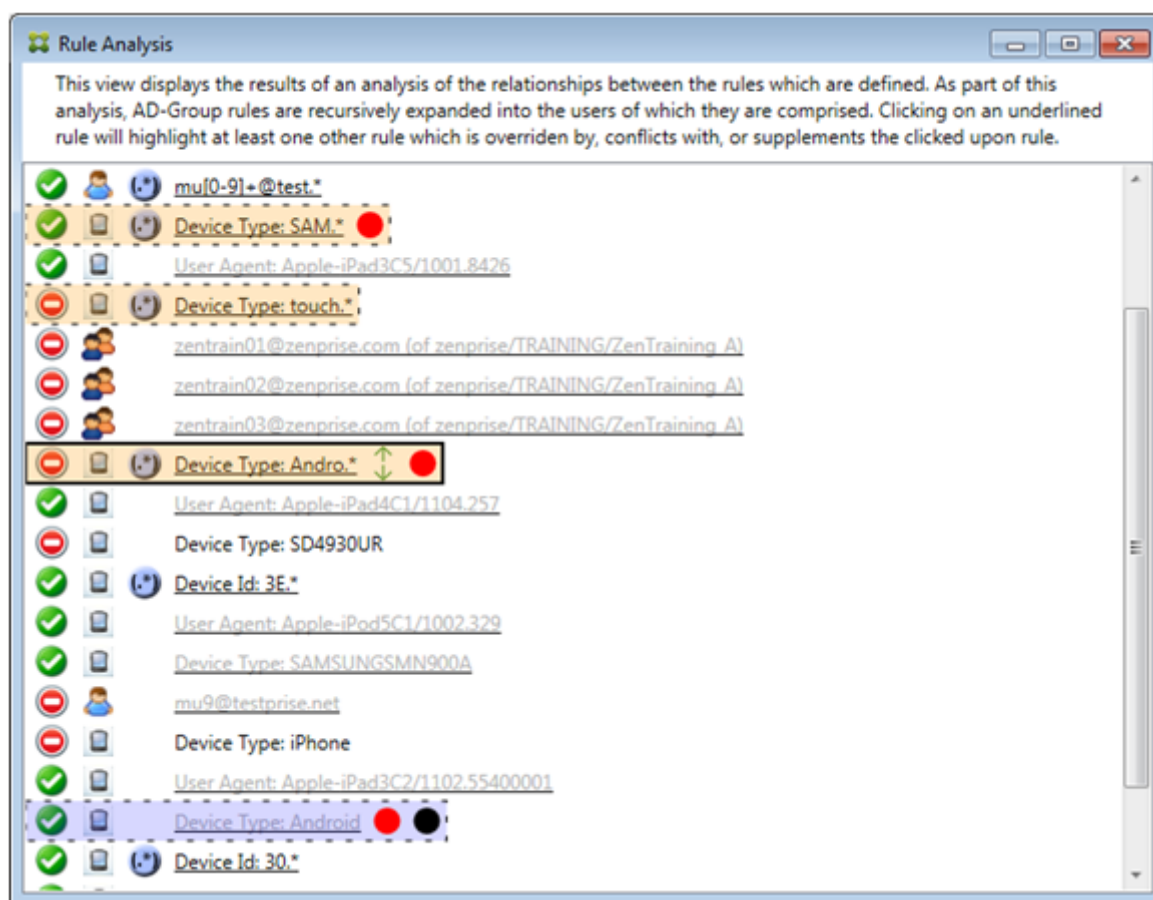 Rule Analysis
This view displays the results of an analysis of the relationships between the rules which are defined. As part of this
analysis, AD-Group rules are recursively expanded into the users of which they are comprised. Clicking on an underlined
rule will highlight at least one other rule which is overriden by, conflicts with, or supplements the clicked upon rule.
(.*) mu[0-9]+@test.*
(.*) Device Type: SAM.*
User Agent: Apple-iPad3C5/1001.8426
(.*) Device Type: touch.*
zentrain01@zenprise.com (of zenprise/TRAINING/ZenTraining_A)
zentrain02@zenprise.com (of zenprise/TRAINING/ZenTraining_A)
zentrain03@zenprise.com (of zenprise/TRAINING/ZenTraining_A)
(.*) Device Type: Andro.*
User Agent: Apple-iPad4C1/1104.257
Device Type: SD4930UR
(.*) Device Id: 3E.*
User Agent: Apple-iPod5C1/1002.329
Device Type: SAMSUNGSMN900A
mu9@testprise.net
Device Type: iPhone
User Agent: Apple-iPad3C2/1102.55400001
Device Type: Android
(.*) Device Id: 30.*